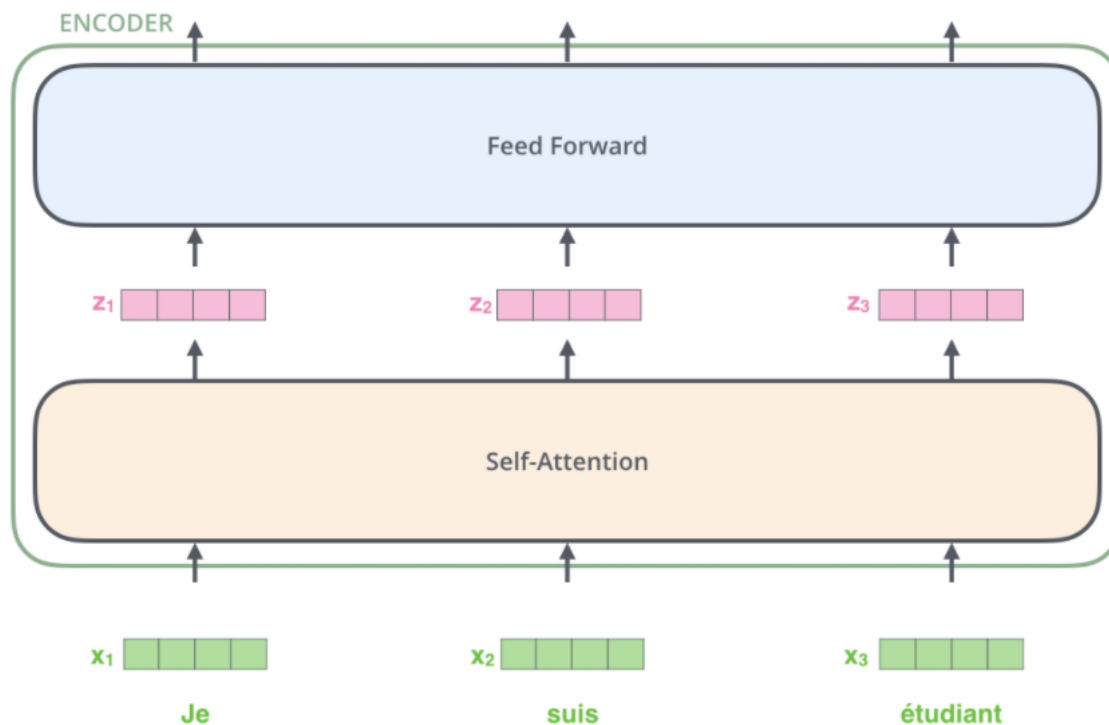 ENCODER
Feed Forward
z1 z2 z3
Self-Attention
x1 x2 x3
Je suis étudiant